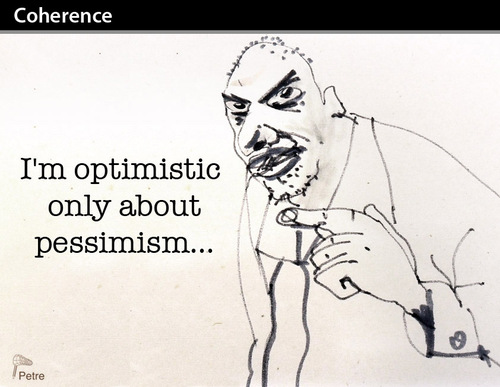 Coherence
I'm optimistic
only about
pessimism...
Petre